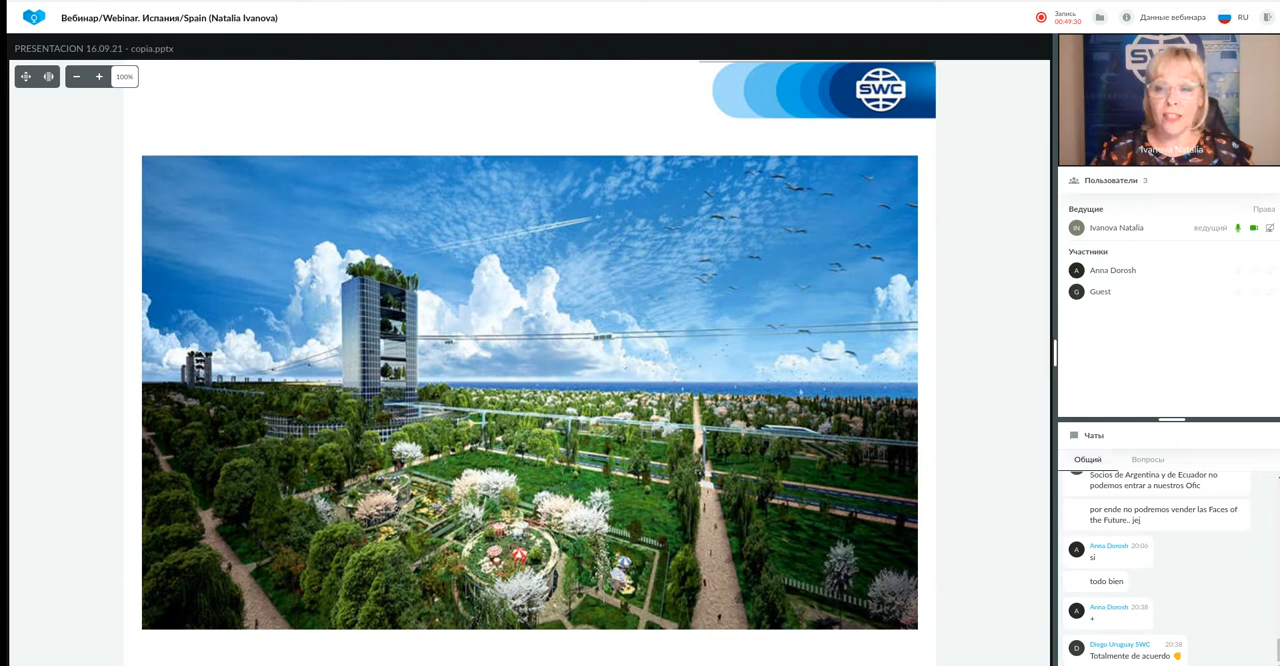 Вебинар/Webinar. Испания/Spain (Natalia Ivanova)
Запись
00:49:30
Данные вебинара
RU
PRESENTACION 16.09.21 - copia.pptx
100%
SWC
Ivanova Natalia
Пользователи 3
Ведущие
Права
IN
Ivanova Natalia
ведущий
Участники
A
Anna Dorosh
G
Guest
Чаты
Общий
Вопросы
Socios de Argentina y de Ecuador no
podemos entrar a nuestros Ofic
por ende no podremos vender las Faces of
the Future.. jej
A
Anna Dorosh 20:06
si
todo bien
A
Anna Dorosh 20:38
+
D
Diego Uruguay SWC 20:38
Totalmente de acuerdo